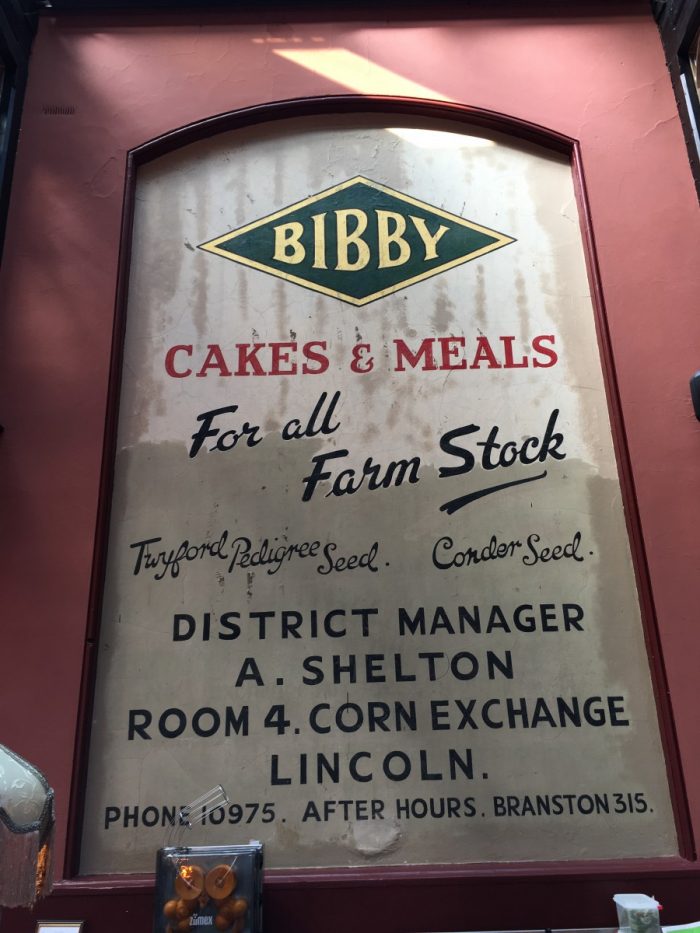 BIBBY
CAKES & MEALS
For all
Farm Stock
Twyford Pedigree Seed. Conder Seed.
DISTRICT MANAGER
A. SHELTON
ROOM 4. CORN EXCHANGE
LINCOLN.
PHONE 10975. AFTER HOURS. BRANSTON 315.
zumex